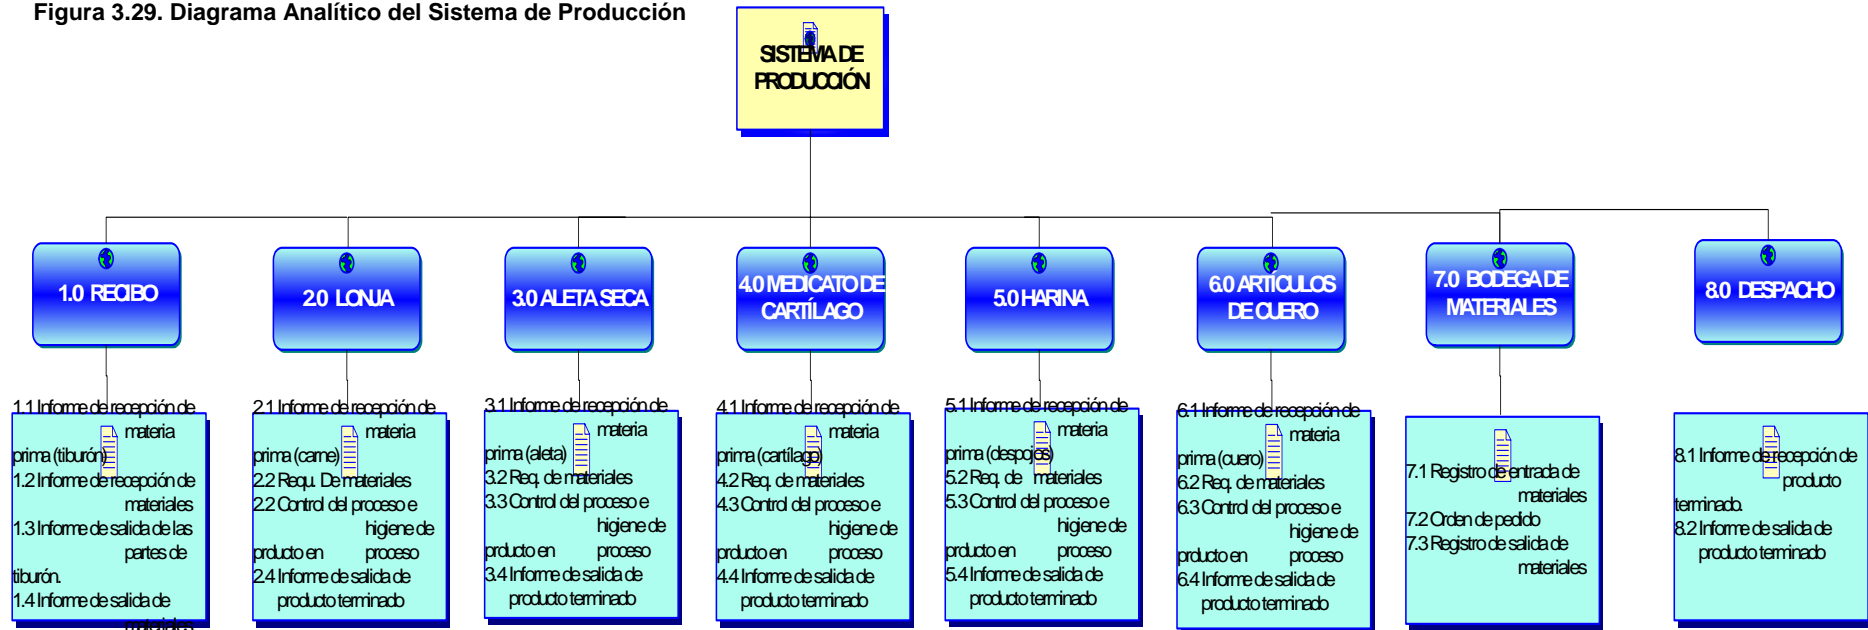 Figura 3.29. Diagrama Analítico del Sistema de Producción
SISTEMA DE
PRODUCCIÓN
1.0 RECIBO
2.0 LONJA
3.0 ALETA SECA
4.0 MEDICATO DE
CARTÍLAGO
5.0 HARINA
6.0 ARTÍCULOS
DE CUERO
7.0 BODEGA DE
MATERIALES
8.0 DESPACHO
1.1 Informe de recepción de
materia
prima (tiburón)
1.2 Informe de recepción de
materiales
1.3 Informe de salida de las
partes de
tiburón.
1.4 Informe de salida de
materiales
2.1 Informe de recepción de
materia
prima (carne)
2.2 Requ. De materiales
2.2 Control del proceso e
higiene de
prducto en proceso
2.4 Informe de salida de
producto terminado
3.1 Informe de recepción de
materia
prima (aleta)
3.2 Req. de materiales
3.3 Control del proceso e
higiene de
prducto en proceso
3.4 Informe de salida de
producto terminado
4.1 Informe de recepción de
materia
prima (cartílago)
4.2 Req. de materiales
4.3 Control del proceso e
higiene de
prducto en proceso
4.4 Informe de salida de
producto terminado
5.1 Informe de recepción de
materia
prima (despojos)
5.2 Req. de materiales
5.3 Control del proceso e
higiene de
prducto en proceso
5.4 Informe de salida de
producto terminado
6.1 Informe de recepción de
materia
prima (cuero)
6.2 Req. de materiales
6.3 Control del proceso e
higiene de
prducto en proceso
6.4 Informe de salida de
producto terminado
7.1 Registro de entrada de
materiales
7.2 Orden de pedido
7.3 Registro de salida de
materiales
8.1 Informe de recepción de
producto
terminado.
8.2 Informe de salida de
producto terminado